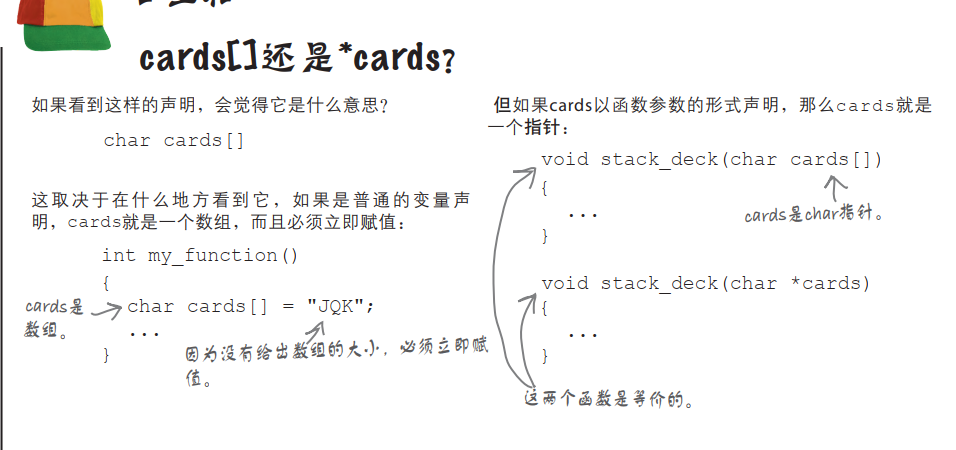 cards[]还是*cards?
如果看到这样的声明，会觉得它是什么意思？
char cards[]
这取决于在什么地方看到它，如果是普通的变量声
明，cards就是一个数组，而且必须立即赋值：
int my_function()
{
cards是
数组。
char cards[] = "JQK";
...
}
因为没有给出数组的大小，必须立即赋
值。
但如果cards以函数参数的形式声明，那么cards就是
一个指针：
void stack_deck(char cards[])
{
...
}
cards是char指针。
void stack_deck(char *cards)
{
...
}
这两个函数是等价的。